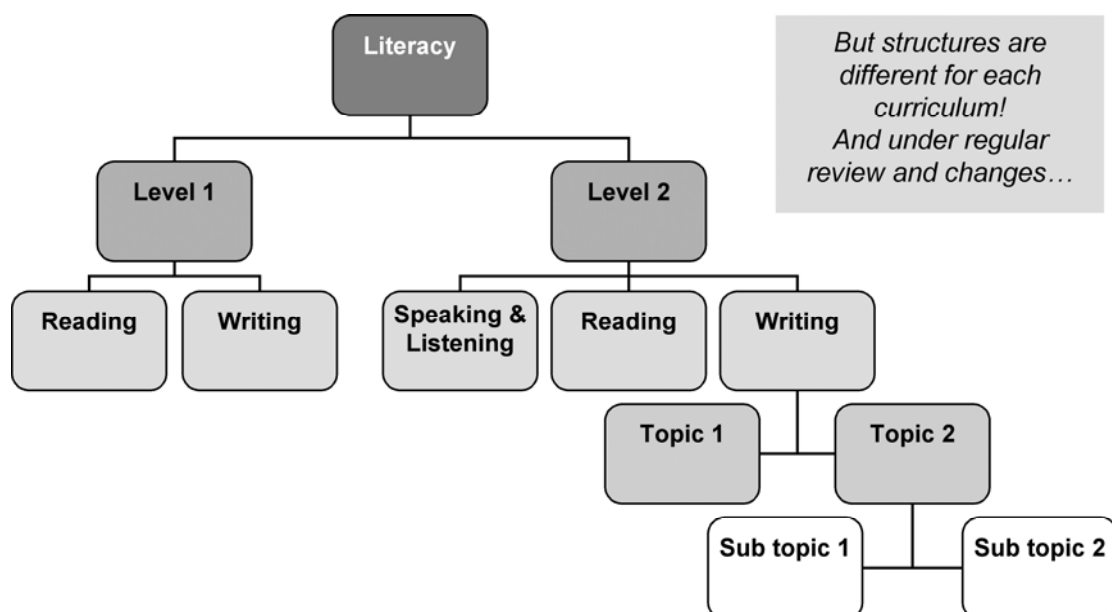 Literacy
But structures are
different for each
curriculum!
And under regular
review and changes…
Level 1
Level 2
Reading
Writing
Speaking &
Listening
Reading
Writing
Topic 1
Topic 2
Sub topic 1
Sub topic 2